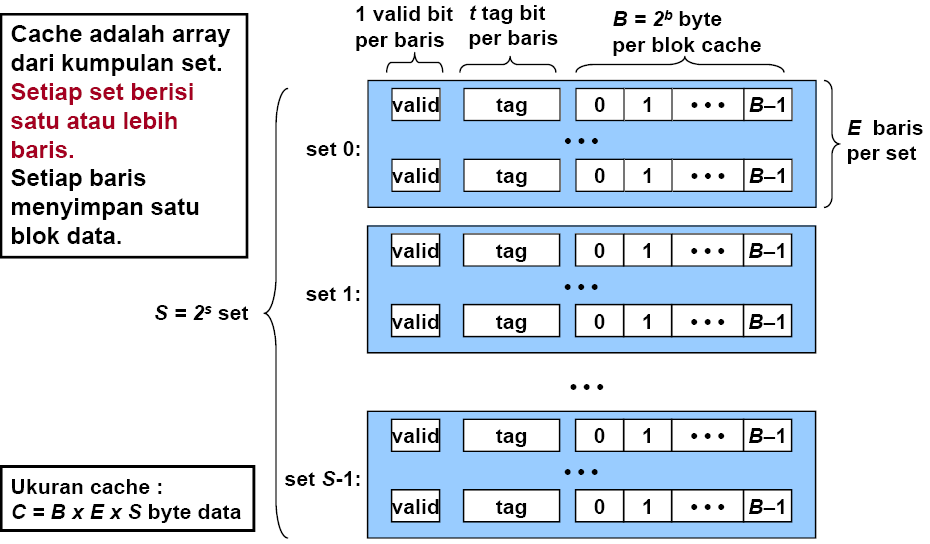 Cache adalah array
dari kumpulan set.
Setiap set berisi
satu atau lebih
baris.
Setiap baris
menyimpan satu
blok data.
1 valid bit
per baris
t tag bit
per baris
B = 2ᵇ byte
per blok cache
set 0:
valid tag 0 1 • • • B–1
• • •
valid tag 0 1 • • • B–1
E baris
per set
set 1:
valid tag 0 1 • • • B–1
• • •
valid tag 0 1 • • • B–1
S = 2ˢ set
• • •
set S-1:
valid tag 0 1 • • • B–1
• • •
valid tag 0 1 • • • B–1
Ukuran cache :
C = B x E x S byte data